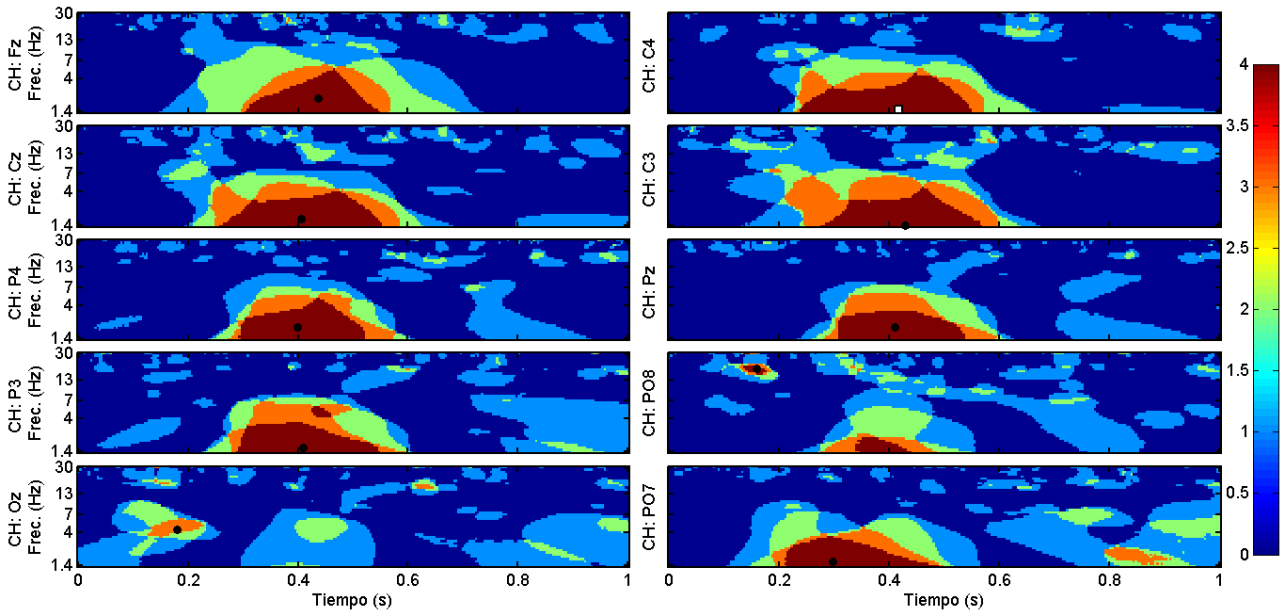 30
13
7
4
1.4
CH: Fz
Frec. (Hz)
CH: C4
30
13
7
4
1.4
CH: Cz
Frec. (Hz)
CH: C3
30
13
7
4
1.4
CH: P4
Frec. (Hz)
CH: Pz
30
13
7
4
1.4
CH: P3
Frec. (Hz)
CH: PO8
30
13
7
4
1.4
CH: Oz
Frec. (Hz)
CH: PO7
0 0.2 0.4 0.6 0.8 1
Tiempo (s)
0 0.2 0.4 0.6 0.8 1
Tiempo (s)
4
3.5
3
2.5
2
1.5
1
0.5
0